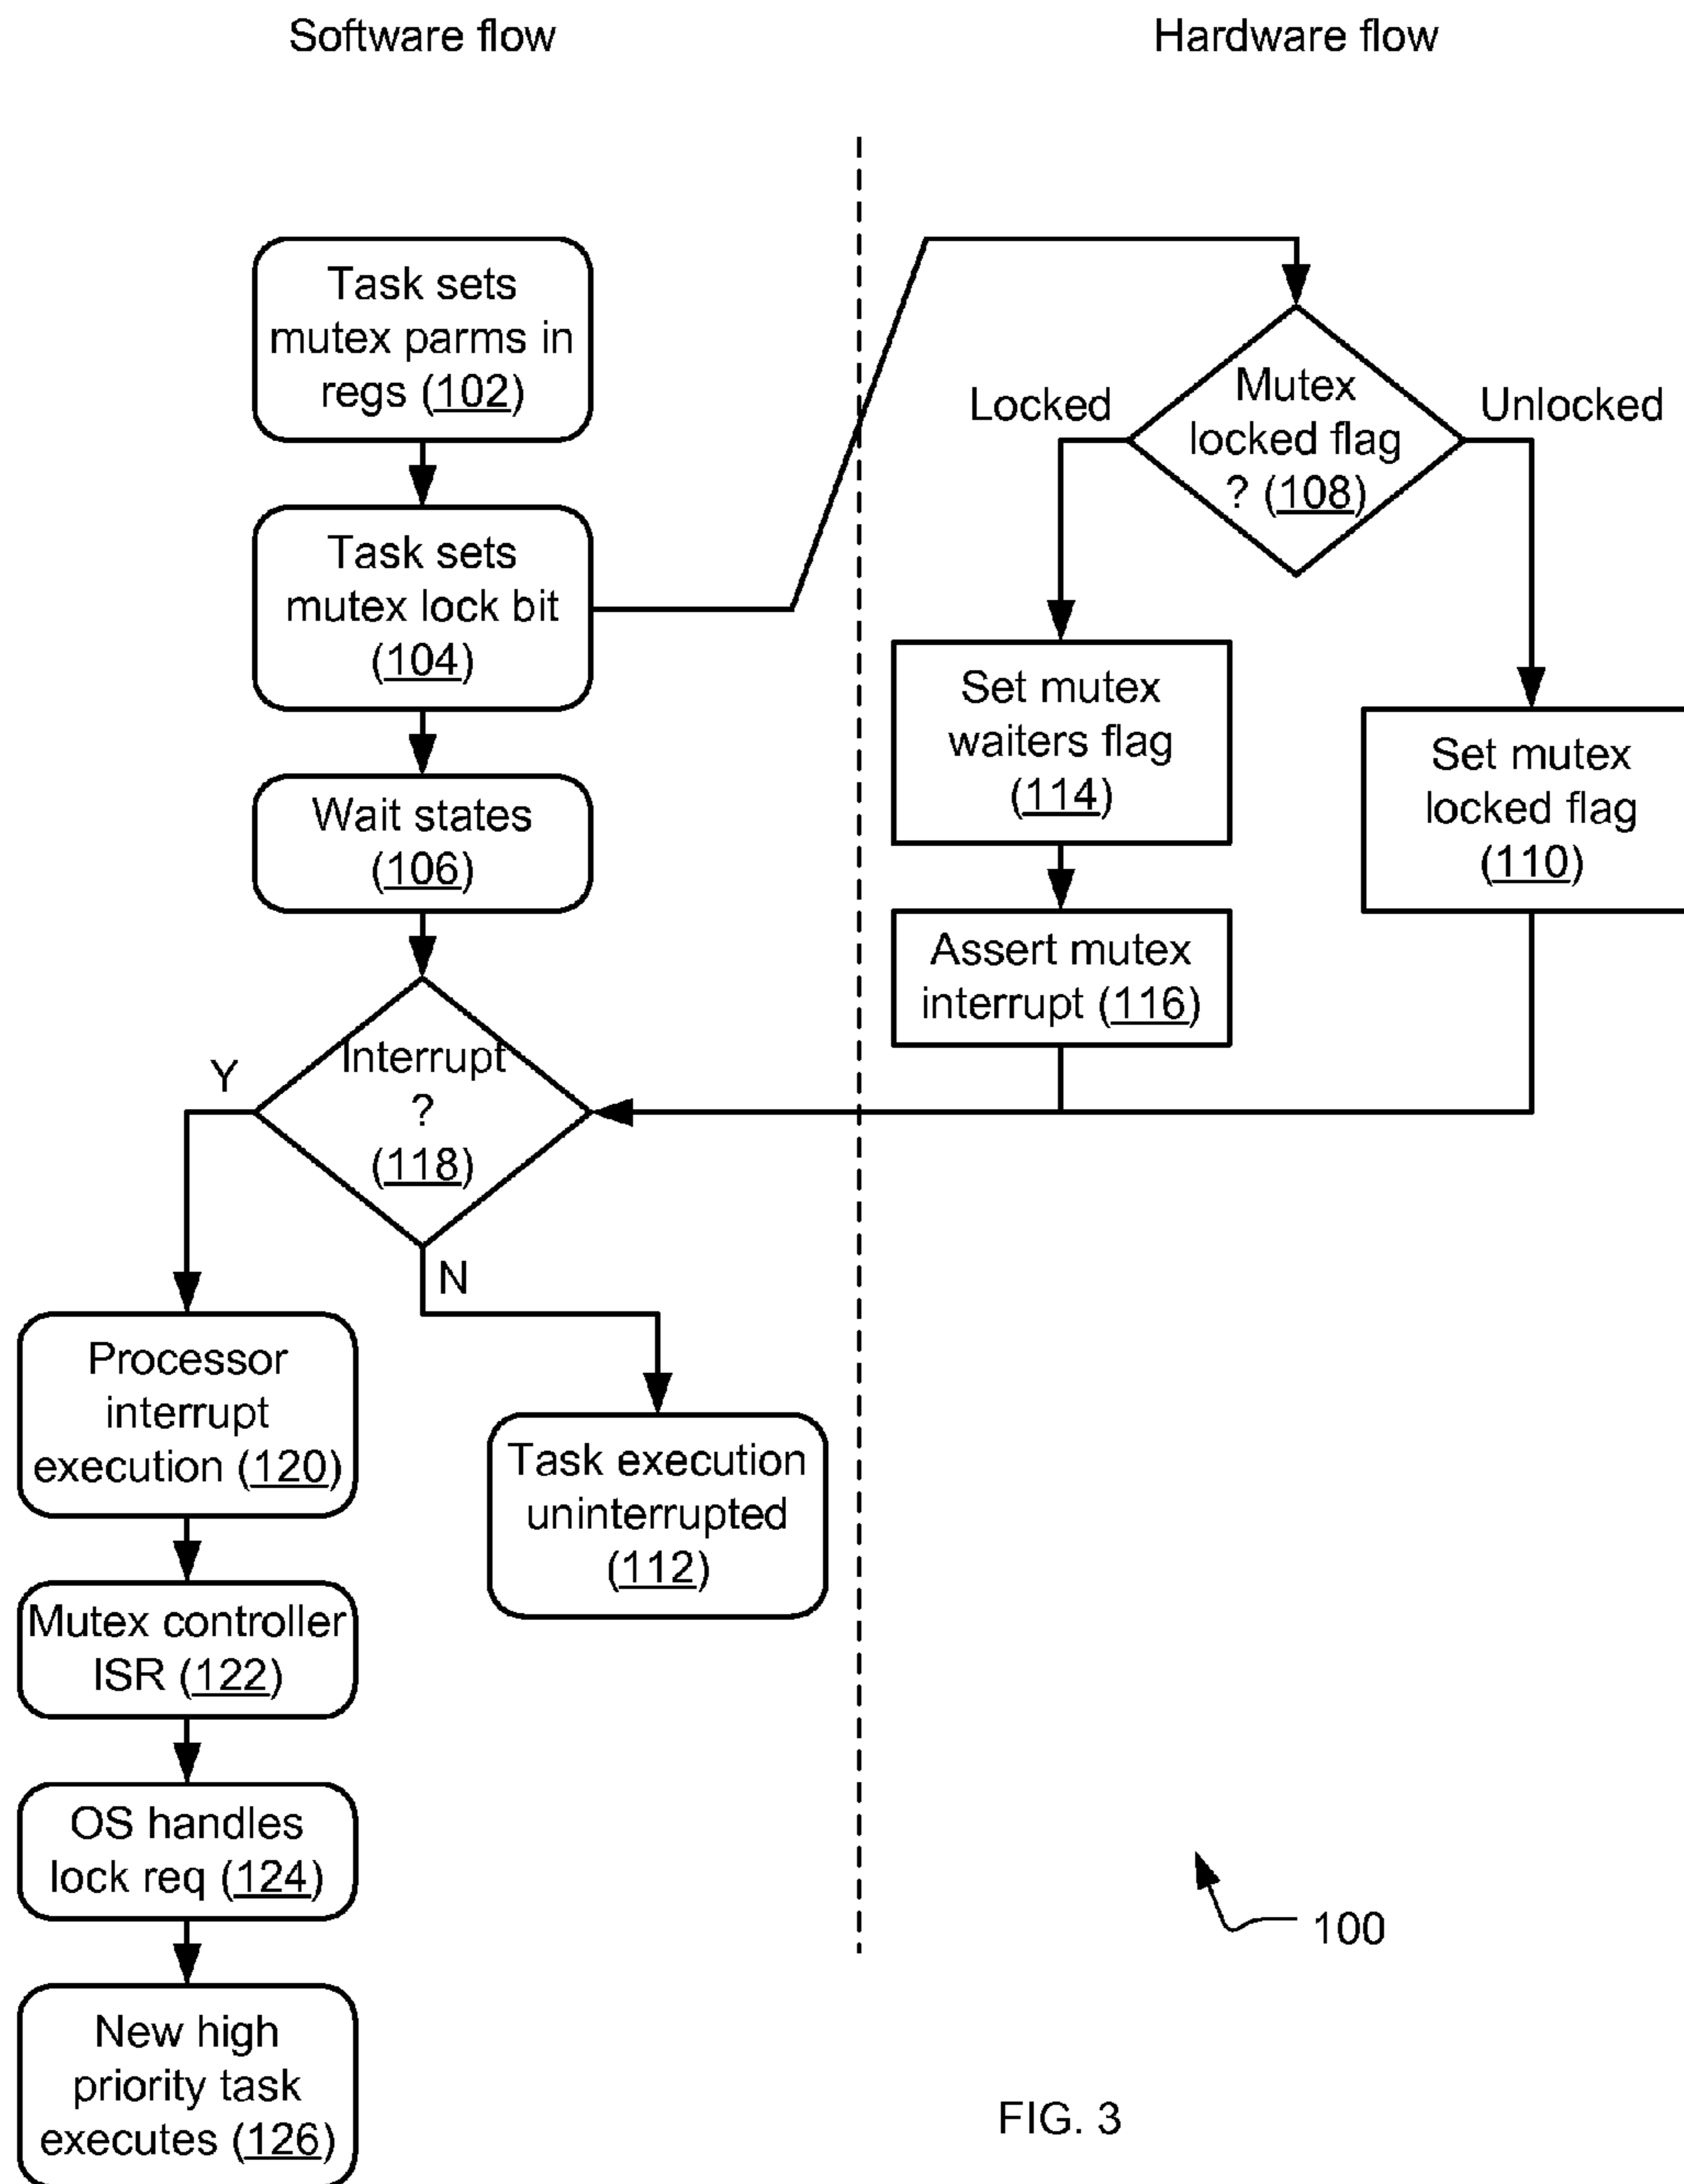 Software flow
Hardware flow
Task sets
mutex parms in
regs (102)
Task sets
mutex lock bit
(104)
Wait states
(106)
Interrupt
?
(118)
Y
N
Processor
interrupt
execution (120)
Task execution
uninterrupted
(112)
Mutex controller
ISR (122)
OS handles
lock req (124)
New high
priority task
executes (126)
Mutex
locked flag
? (108)
Locked
Unlocked
Set mutex
waiters flag
(114)
Assert mutex
interrupt (116)
Set mutex
locked flag
(110)
100
FIG. 3